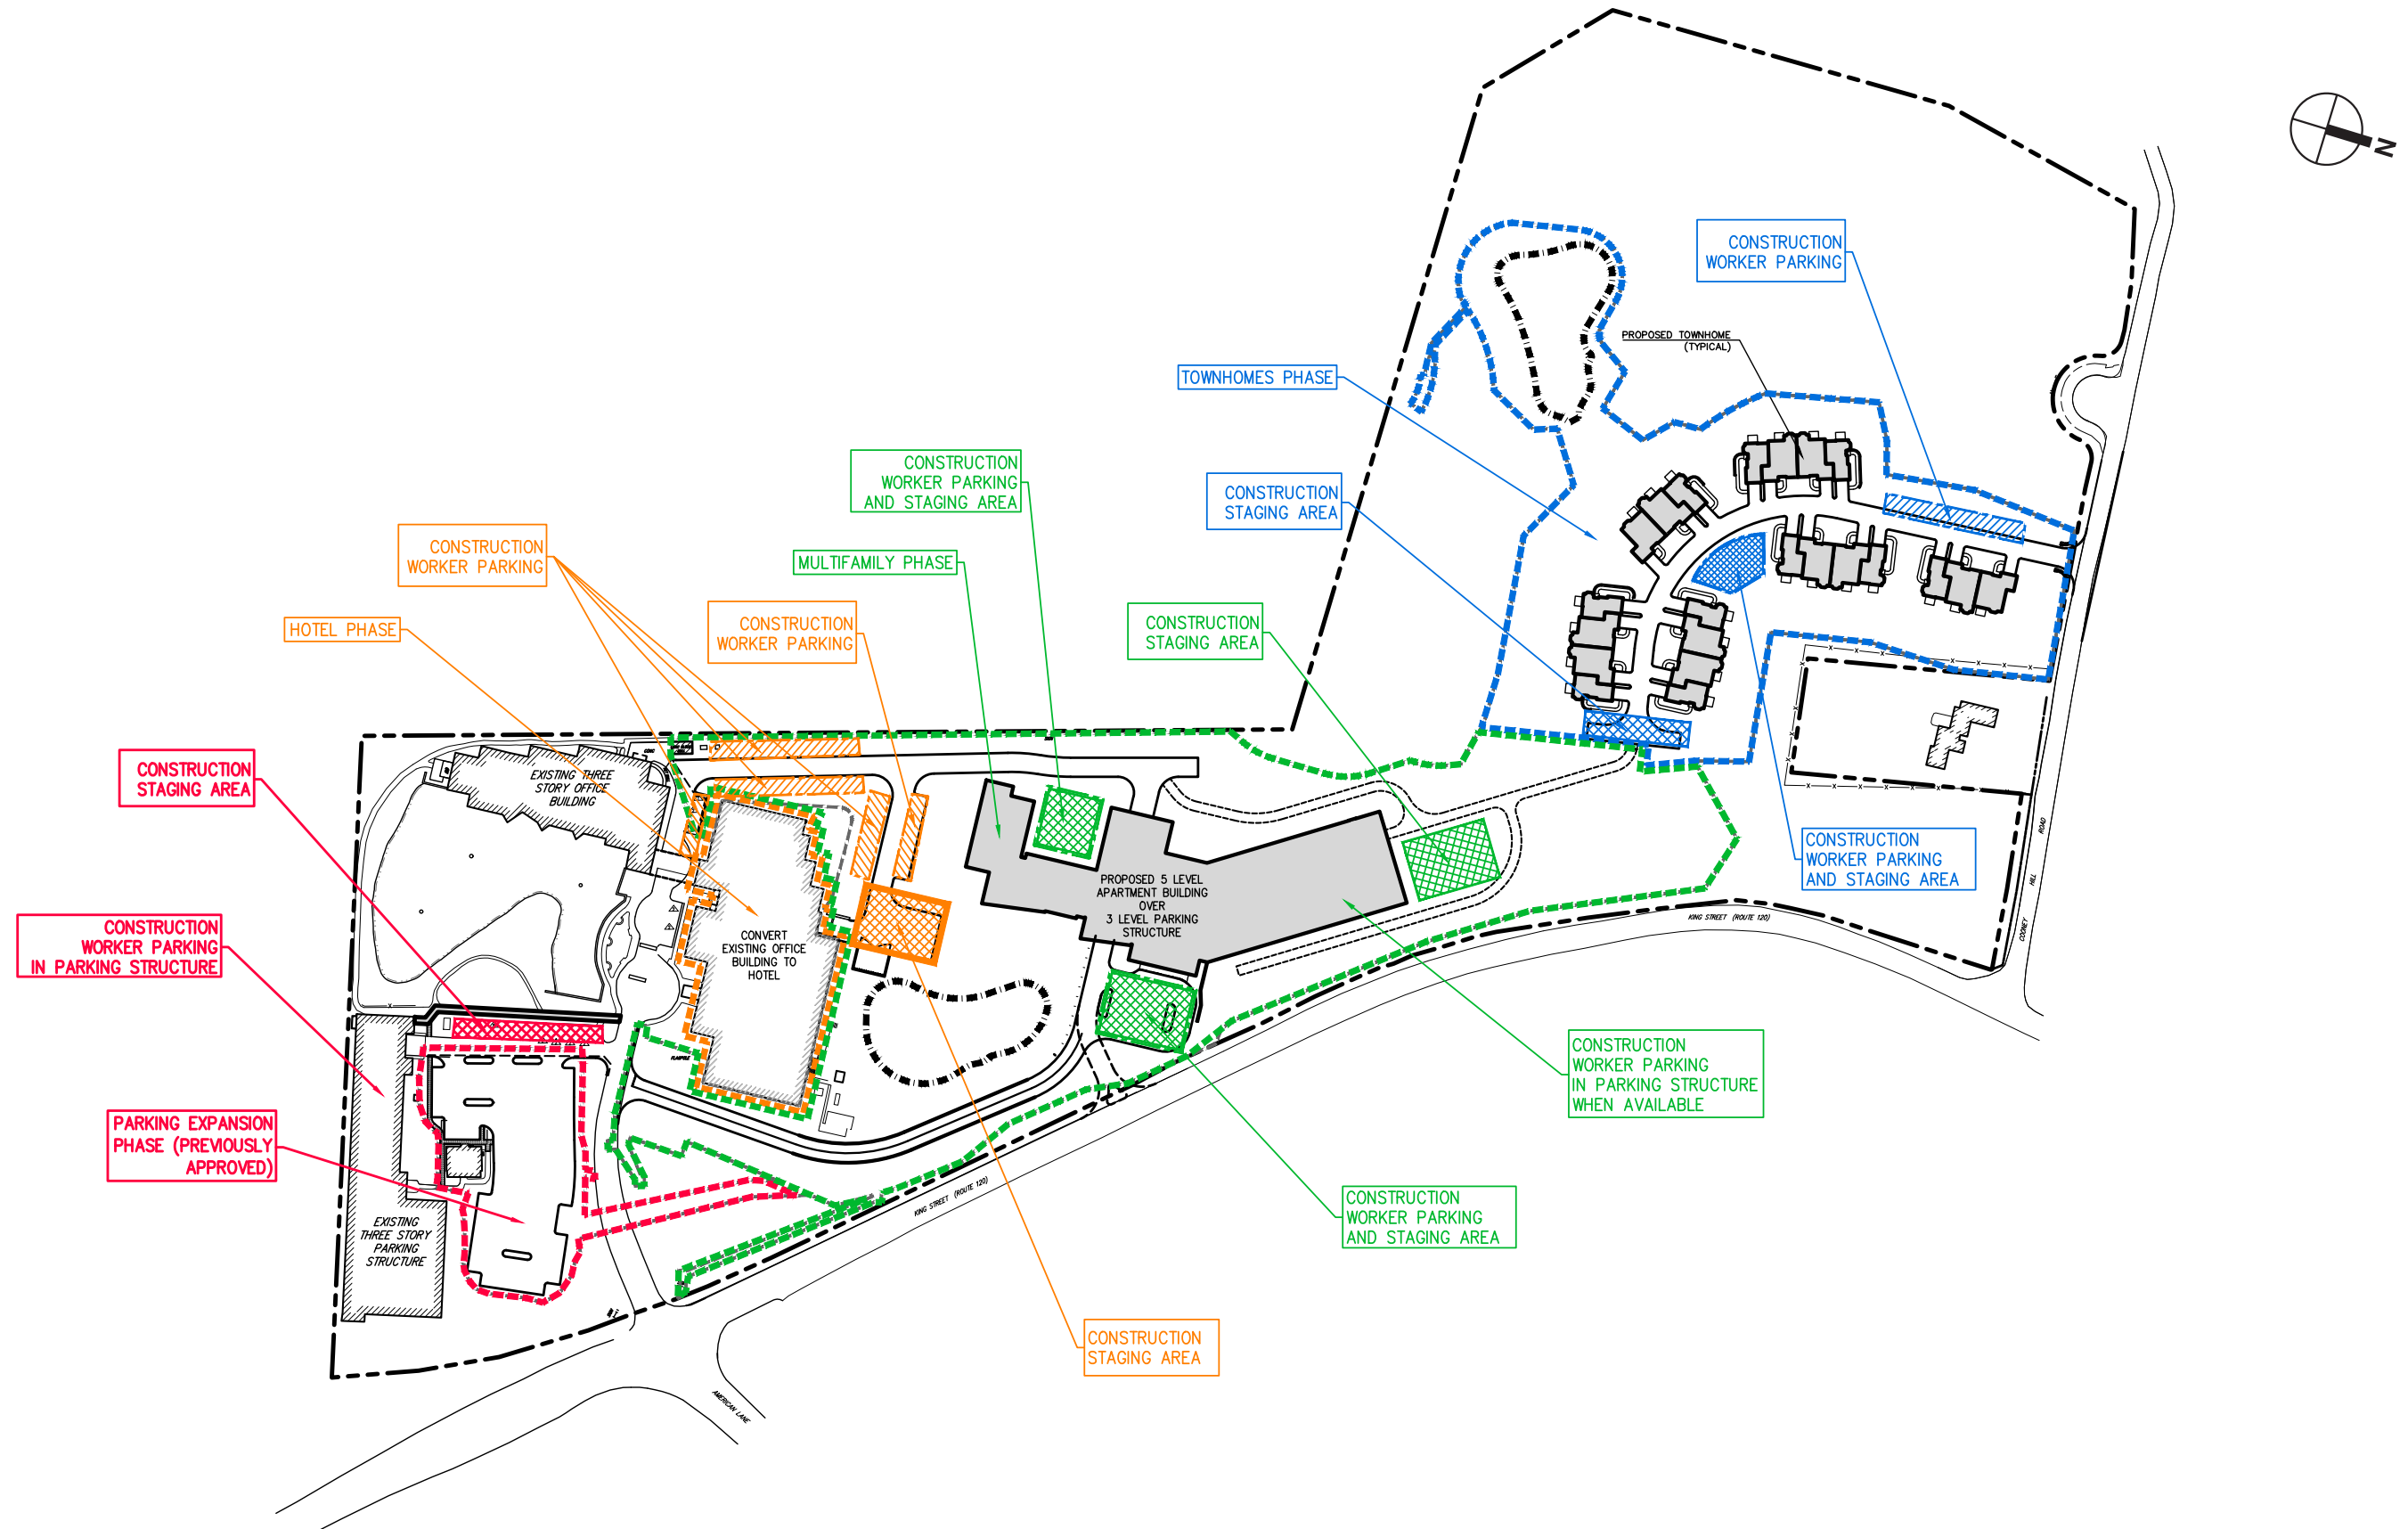 N
CONSTRUCTION
WORKER PARKING
PROPOSED TOWNHOME
(TYPICAL)
TOWNHOMES PHASE
CONSTRUCTION
WORKER PARKING
AND STAGING AREA
CONSTRUCTION
STAGING AREA
CONSTRUCTION
WORKER PARKING
MULTIFAMILY PHASE
HOTEL PHASE
CONSTRUCTION
WORKER PARKING
CONSTRUCTION
STAGING AREA
CONSTRUCTION
STAGING AREA
EXISTING THREE
STORY OFFICE
BUILDING
CONSTRUCTION
WORKER PARKING
AND STAGING AREA
COONEY HILL ROAD
PROPOSED 5 LEVEL
APARTMENT BUILDING
OVER
3 LEVEL PARKING
STRUCTURE
KING STREET (ROUTE 120)
CONSTRUCTION
WORKER PARKING
IN PARKING STRUCTURE
CONVERT
EXISTING OFFICE
BUILDING TO
HOTEL
CONSTRUCTION
WORKER PARKING
IN PARKING STRUCTURE
WHEN AVAILABLE
PARKING EXPANSION
PHASE (PREVIOUSLY
APPROVED)
KING STREET (ROUTE 120)
CONSTRUCTION
WORKER PARKING
AND STAGING AREA
EXISTING
THREE STORY
PARKING
STRUCTURE
CONSTRUCTION
STAGING AREA
AMERICAN LANE